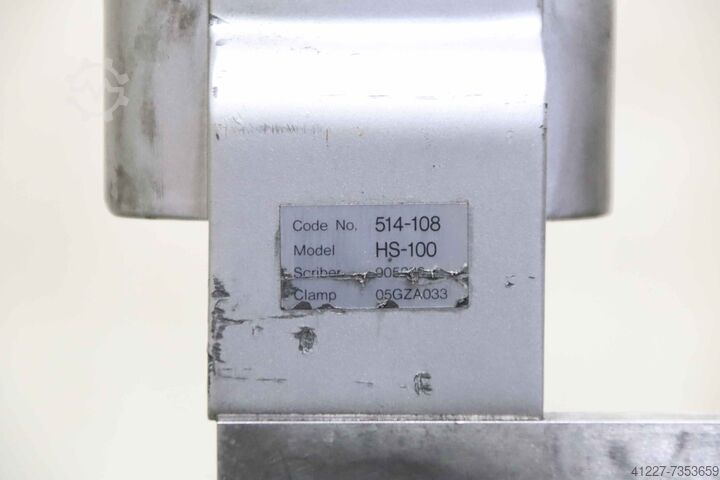 Code No. 514-108
Model HS-100
Scriber
Clamp 05GZA033
41227-7353659